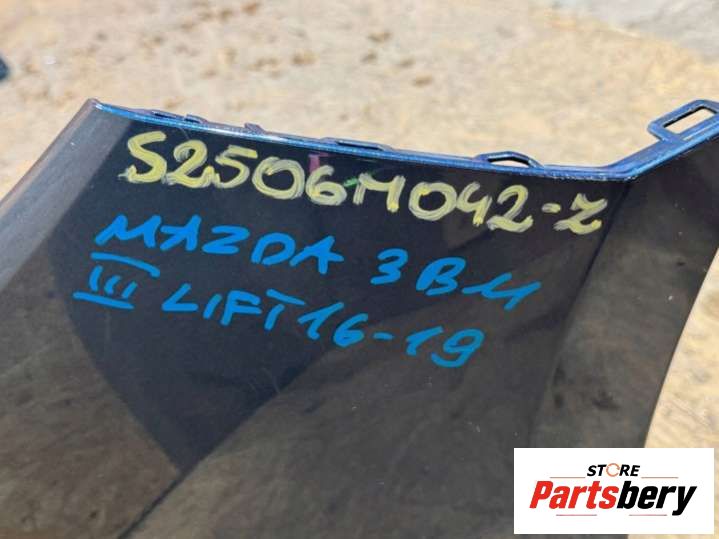 S2506M042-Z
MAZDA 3 BM
III LIFT 16-19
STORE
Partsbery